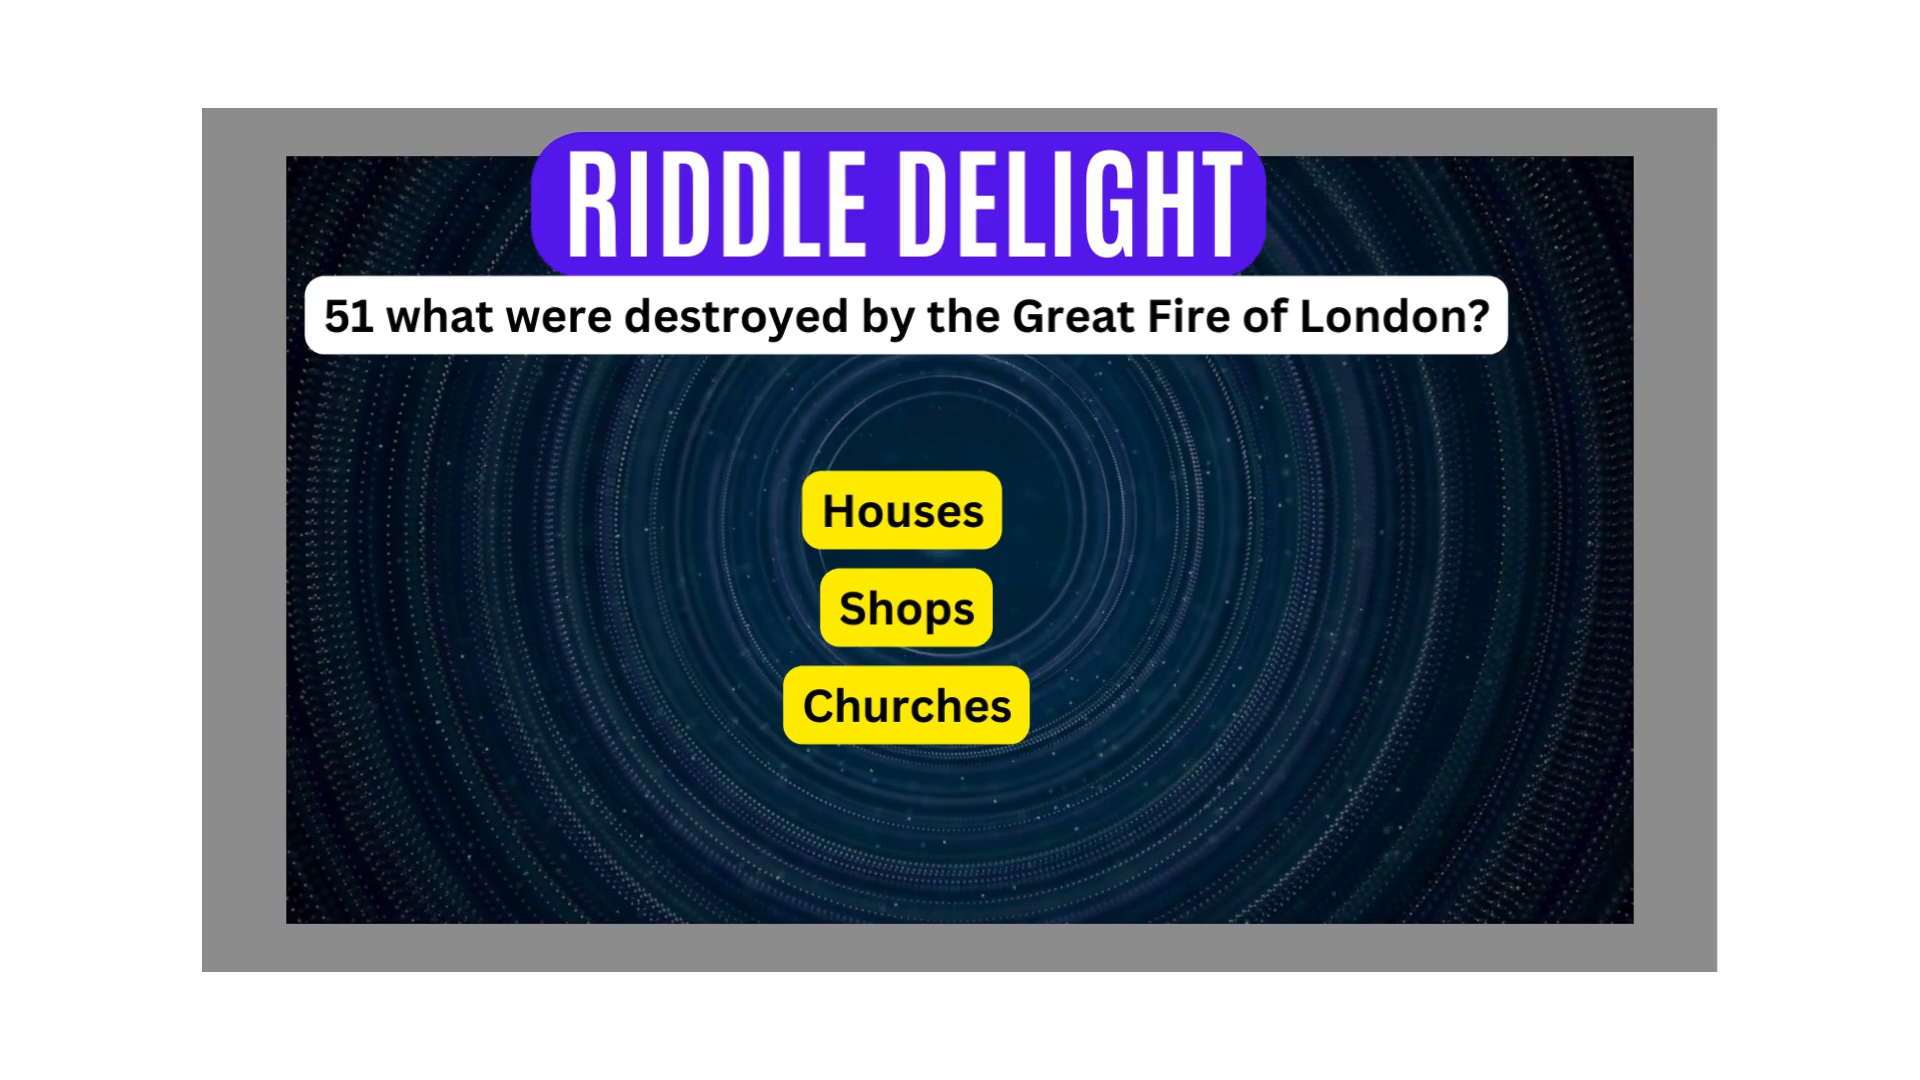 RIDDLE DELIGHT
51 what were destroyed by the Great Fire of London?
Houses
Shops
Churches